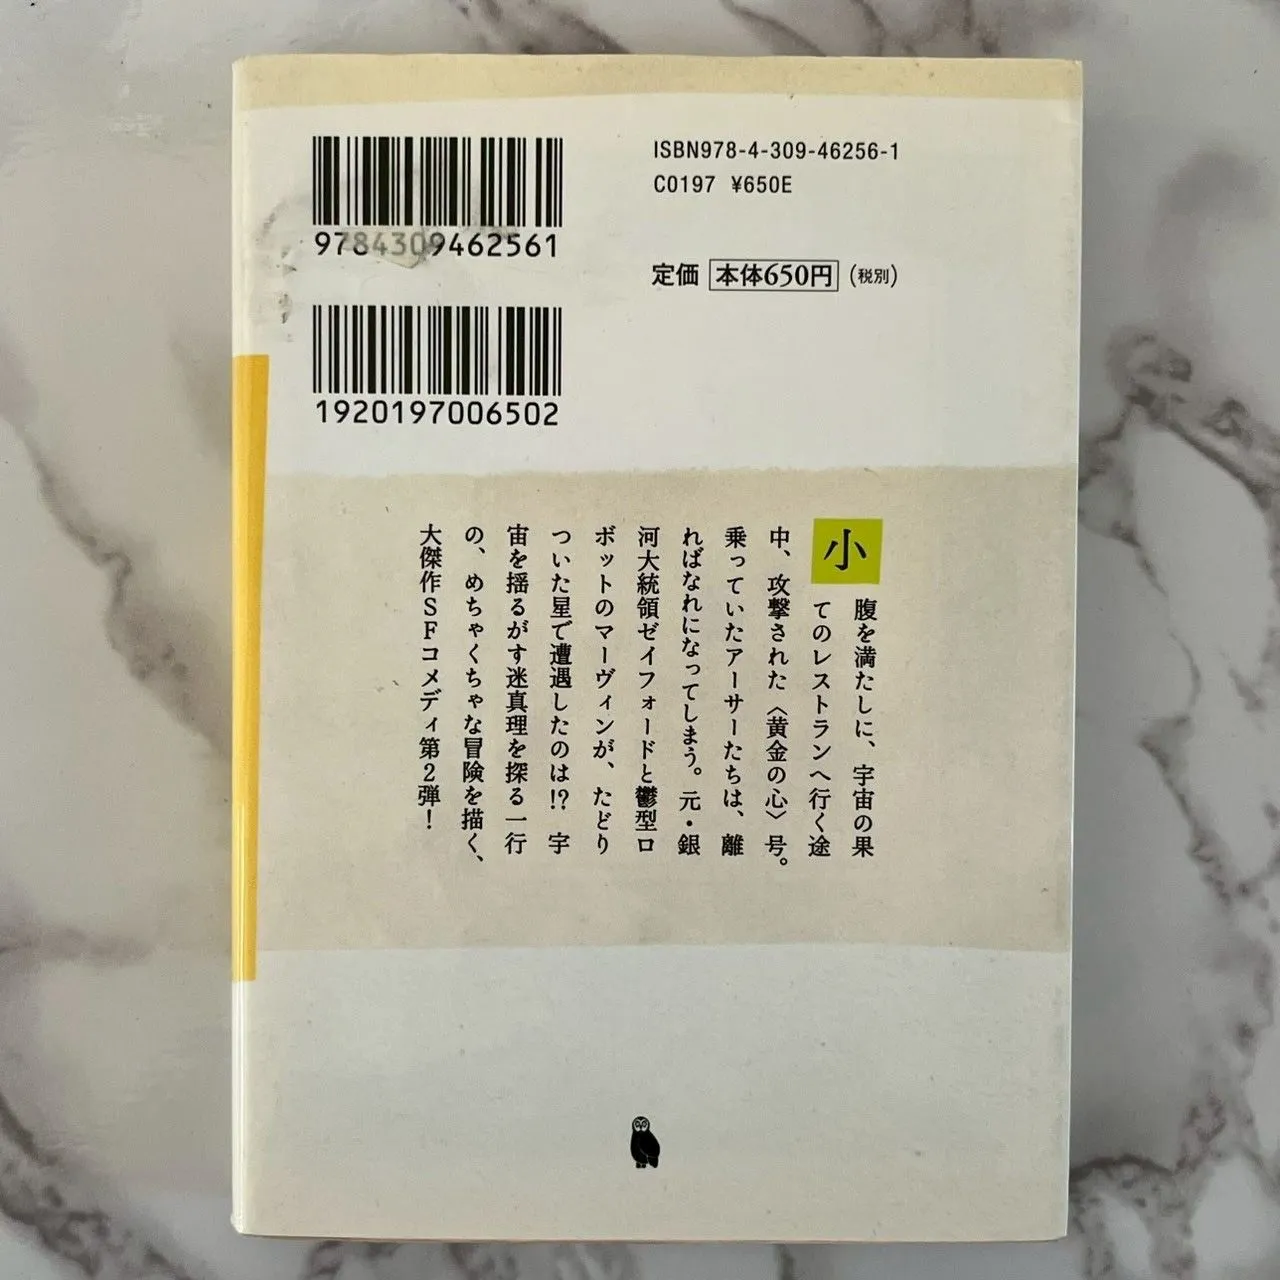 9784309462561
1920197006502
ISBN978-4-309-46256-1
C0197 ¥650E
定価 本体650円(税別)
小腹を満たしに、宇宙の果
てのレストランへ行く途
中、攻撃された〈黄金の心〉号。
乗っていたアーサーたちは、離
ればなれになってしまう。元・銀
河大統領ゼイフォードと鬱型ロ
ボットのマーヴィンが、たどり
ついた星で遭遇したのは!? 宇
宙を揺るがす迷真理を探る一行
の、めちゃくちゃな冒険を描く、
大傑作SFコメディ第2弾!